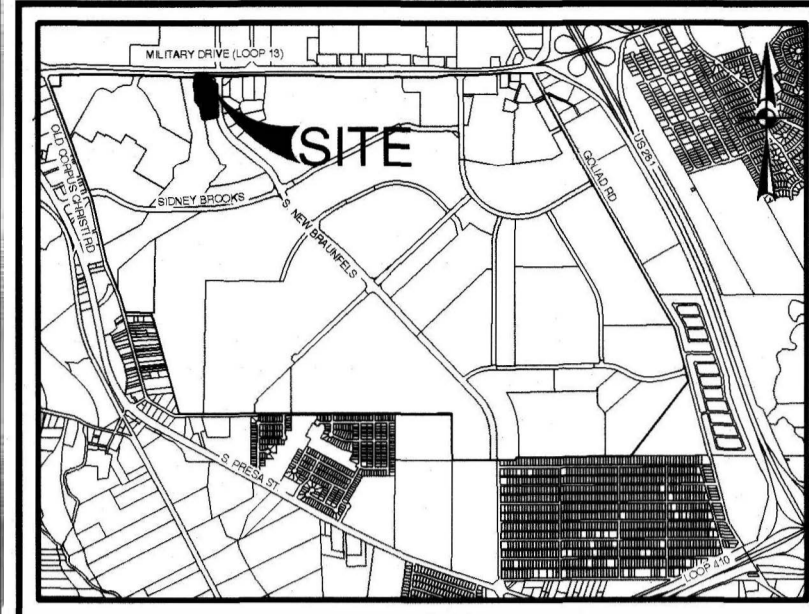 MILITARY DRIVE (LOOP 13)
SITE
OLD CORPUS CHRISTI RD
SIDNEY BROOKS
S. NEW BRAUNFELS
GOLIAD RD
US 281
S. PRESA ST
LOOP 410